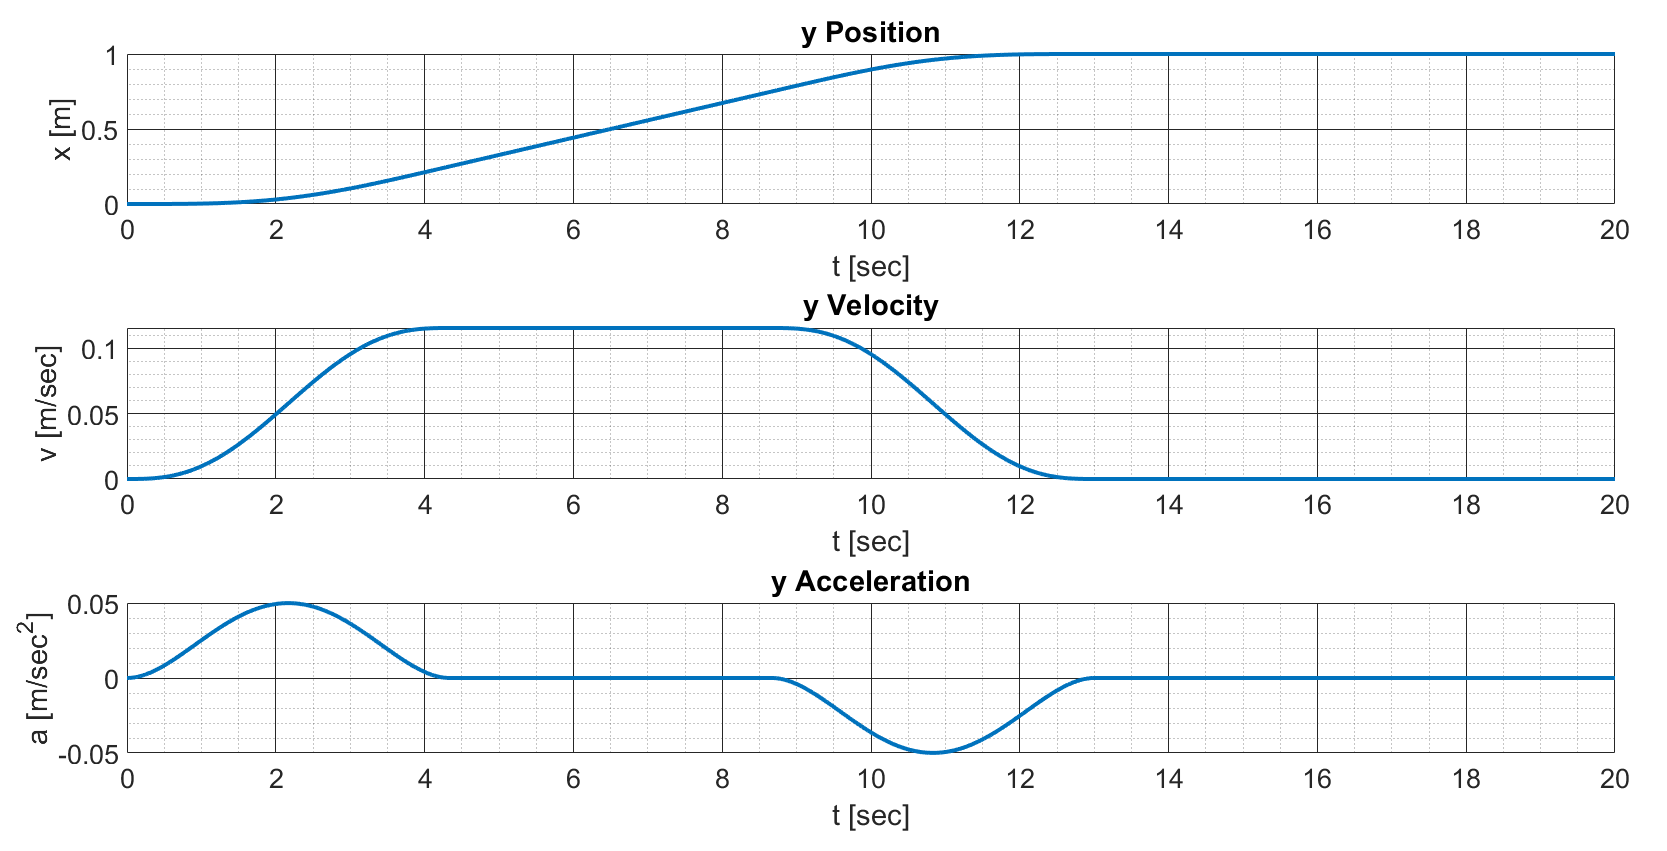 y Position
1
0.5
0
x [m]
0 2 4 6 8 10 12 14 16 18 20
t [sec]
y Velocity
0.1
0.05
0
v [m/sec]
0 2 4 6 8 10 12 14 16 18 20
t [sec]
y Acceleration
0.05
0
-0.05
a [m/sec²]
0 2 4 6 8 10 12 14 16 18 20
t [sec]